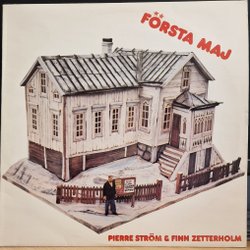 FÖRSTA MAJ
PIERRE STRÖM & FINN ZETTERHOLM